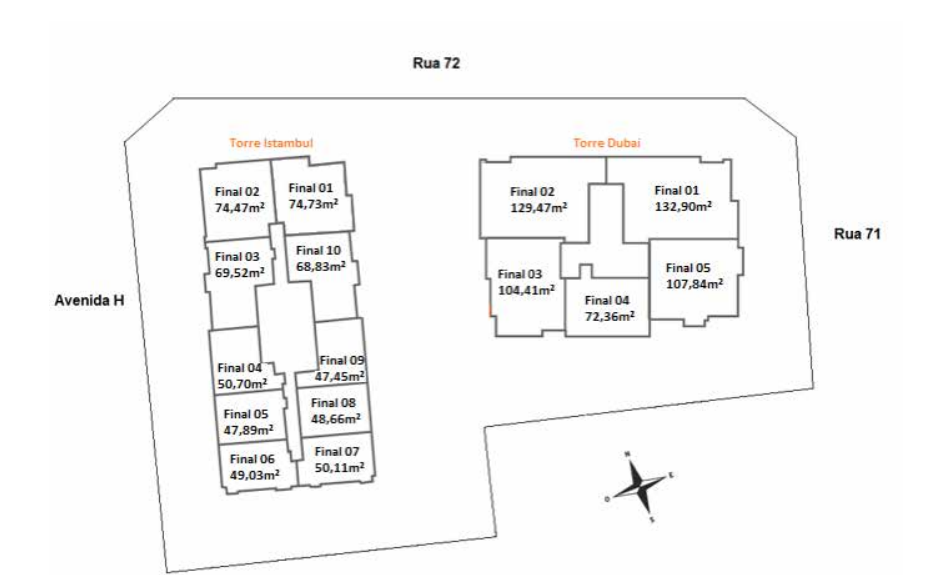 Rua 72
Torre Istambul
Torre Dubai
Final 02
74,47m²
Final 01
74,73m²
Final 03
69,52m²
Final 10
68,83m²
Final 04
50,70m²
Final 09
47,45m²
Final 05
47,89m²
Final 08
48,66m²
Final 06
49,03m²
Final 07
50,11m²
Final 02
129,47m²
Final 01
132,90m²
Final 03
104,41m²
Final 05
107,84m²
Final 04
72,36m²
Rua 71
Avenida H
N
E
O
S